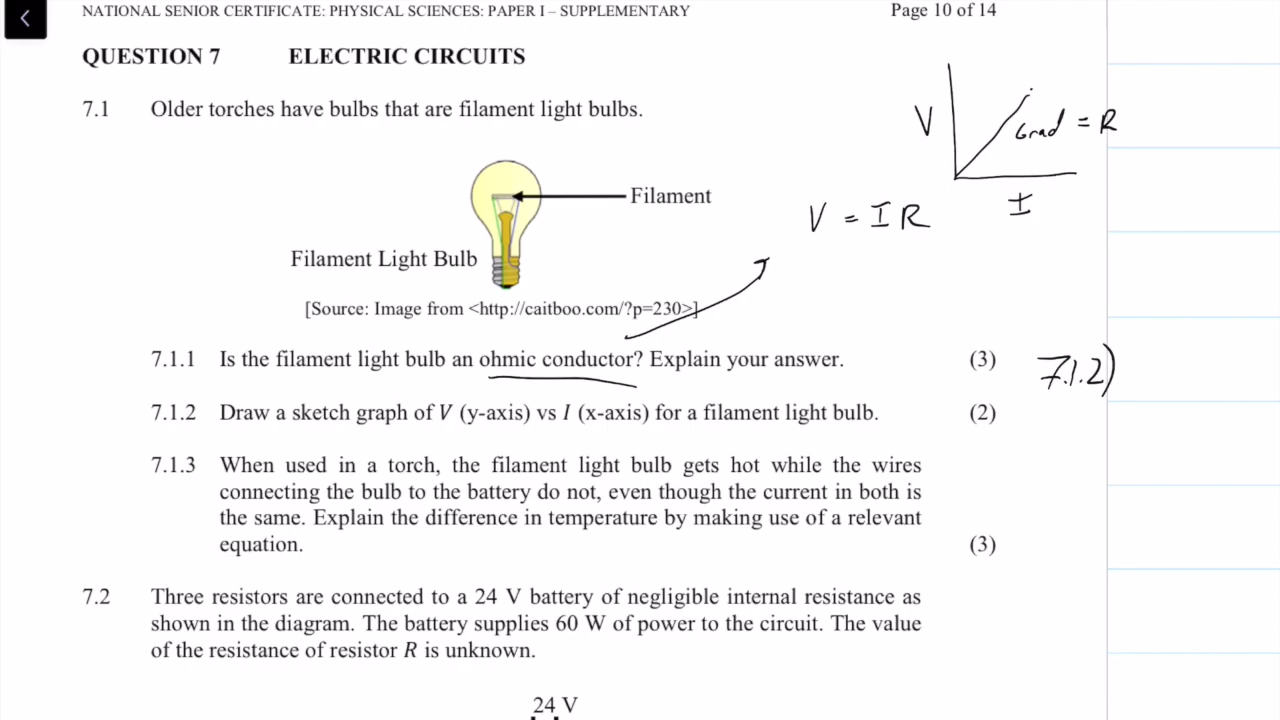 NATIONAL SENIOR CERTIFICATE: PHYSICAL SCIENCES: PAPER I – SUPPLEMENTARY Page 10 of 14
QUESTION 7 ELECTRIC CIRCUITS
7.1 Older torches have bulbs that are filament light bulbs.
V
Grad = R
I
V = I R
Filament
Filament Light Bulb
[Source: Image from <http://caitboo.com/?p=230>]
7.1.1 Is the filament light bulb an ohmic conductor? Explain your answer. (3)
7.1.2)
7.1.2 Draw a sketch graph of V (y-axis) vs I (x-axis) for a filament light bulb. (2)
7.1.3 When used in a torch, the filament light bulb gets hot while the wires
connecting the bulb to the battery do not, even though the current in both is
the same. Explain the difference in temperature by making use of a relevant
equation. (3)
7.2 Three resistors are connected to a 24 V battery of negligible internal resistance as
shown in the diagram. The battery supplies 60 W of power to the circuit. The value
of the resistance of resistor R is unknown.
24 V